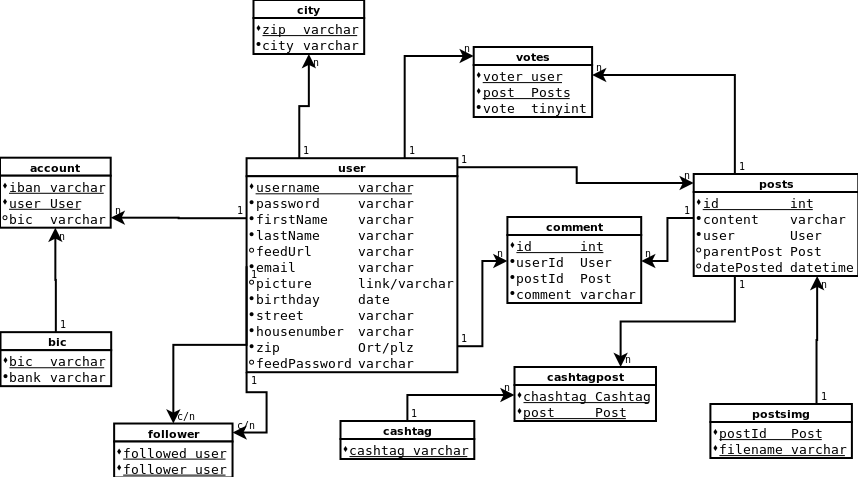 city
zip varchar
city varchar
n
1
votes
voter user
post Posts
vote tinyint
n
n
1
1
account
iban varchar
user User
bic varchar
n
n
1
user
username varchar
password varchar
firstName varchar
lastName varchar
feedUrl varchar
email varchar
picture link/varchar
birthday date
street varchar
housenumber varchar
zip Ort/plz
feedPassword varchar
1
1
1
1
1
posts
id int
content varchar
user User
parentPost Post
datePosted datetime
n
1
1
n
comment
id int
userId User
postId Post
comment varchar
n
n
bic
bic varchar
bank varchar
1
follower
followed user
follower user
c/n
c/n
cashtag
cashtag varchar
1
cashtagpost
chashtag Cashtag
post Post
n
n
postsimg
postId Post
filename varchar
1